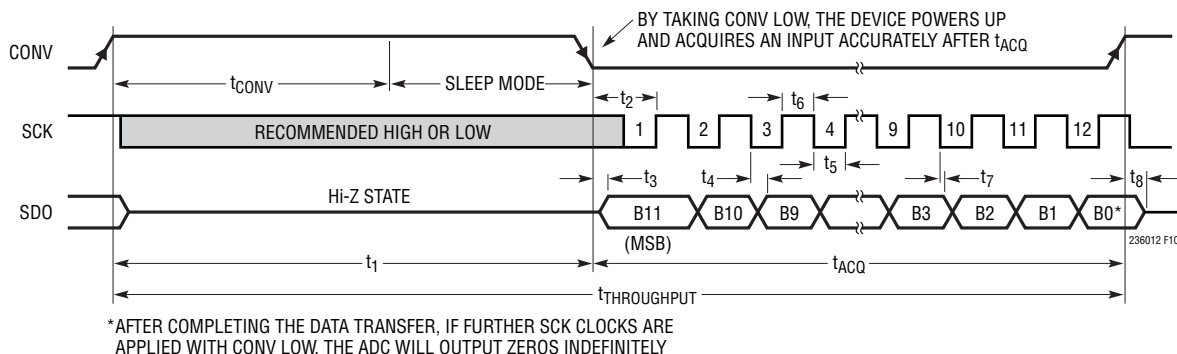 BY TAKING CONV LOW, THE DEVICE POWERS UP
AND ACQUIRES AN INPUT ACCURATELY AFTER tACQ
CONV
tCONV
SLEEP MODE
t2
t6
SCK
RECOMMENDED HIGH OR LOW
1 2 3 4 9 10 11 12
t3
t4
t5
t7
t8
SDO
Hi-Z STATE
B11 B10 B9 B3 B2 B1 B0*
(MSB)
236012 F10
t1
tACQ
tTHROUGHPUT
*AFTER COMPLETING THE DATA TRANSFER, IF FURTHER SCK CLOCKS ARE
APPLIED WITH CONV LOW, THE ADC WILL OUTPUT ZEROS INDEFINITELY